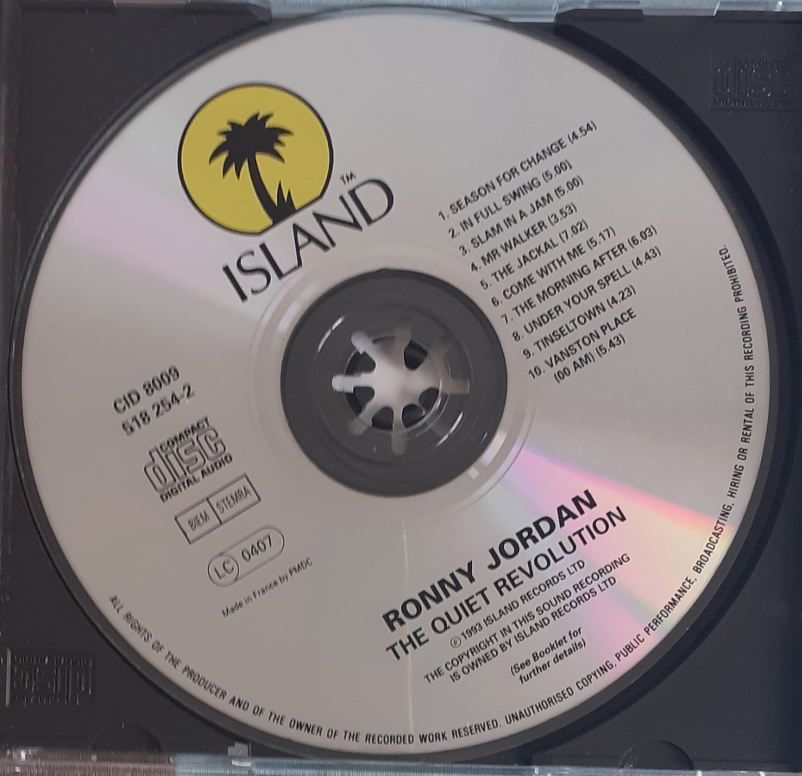 ISLAND™
1. SEASON FOR CHANGE (4.54)
2. IN FULL SWING (5.00)
3. SLAM IN A JAM (5.00)
4. MR WALKER (3.53)
5. THE JACKAL (7.02)
6. COME WITH ME (5.17)
7. THE MORNING AFTER (6.03)
8. UNDER YOUR SPELL (4.43)
9. TINSELTOWN (4.23)
10. VANSTON PLACE
(00 AM) (5.43)
CID 8009
518 254-2
COMPACT
disc
DIGITAL AUDIO
BIEM STEMRA
LC 0407
Made in France by PMDC
RONNY JORDAN
THE QUIET REVOLUTION
℗ 1993 ISLAND RECORDS LTD
THE COPYRIGHT IN THIS SOUND RECORDING
IS OWNED BY ISLAND RECORDS LTD
(See Booklet for
further details)
ALL RIGHTS OF THE PRODUCER AND OF THE OWNER OF THE RECORDED WORK RESERVED. UNAUTHORISED COPYING, PUBLIC PERFORMANCE, BROADCASTING, HIRING OR RENTAL OF THIS RECORDING PROHIBITED.
disc
disc